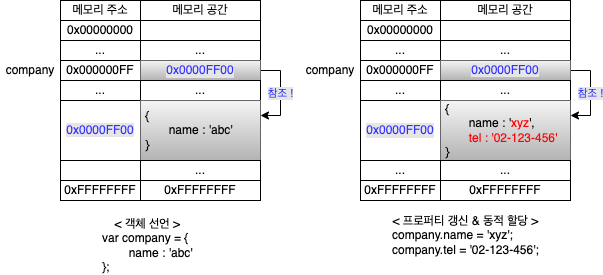 메모리 주소 메모리 공간
0x00000000
... ...
company 0x000000FF 0x0000FF00
... ...
참조 !
0x0000FF00
{
name : 'abc'
}
...
0xFFFFFFFF 0xFFFFFFFF
< 객체 선언 >
var company = {
name : 'abc'
};
메모리 주소 메모리 공간
0x00000000
... ...
company 0x000000FF 0x0000FF00
... ...
참조 !
0x0000FF00
{
name : 'xyz',
tel : '02-123-456'
}
...
0xFFFFFFFF 0xFFFFFFFF
< 프로퍼티 갱신 & 동적 할당 >
company.name = 'xyz';
company.tel = '02-123-456';